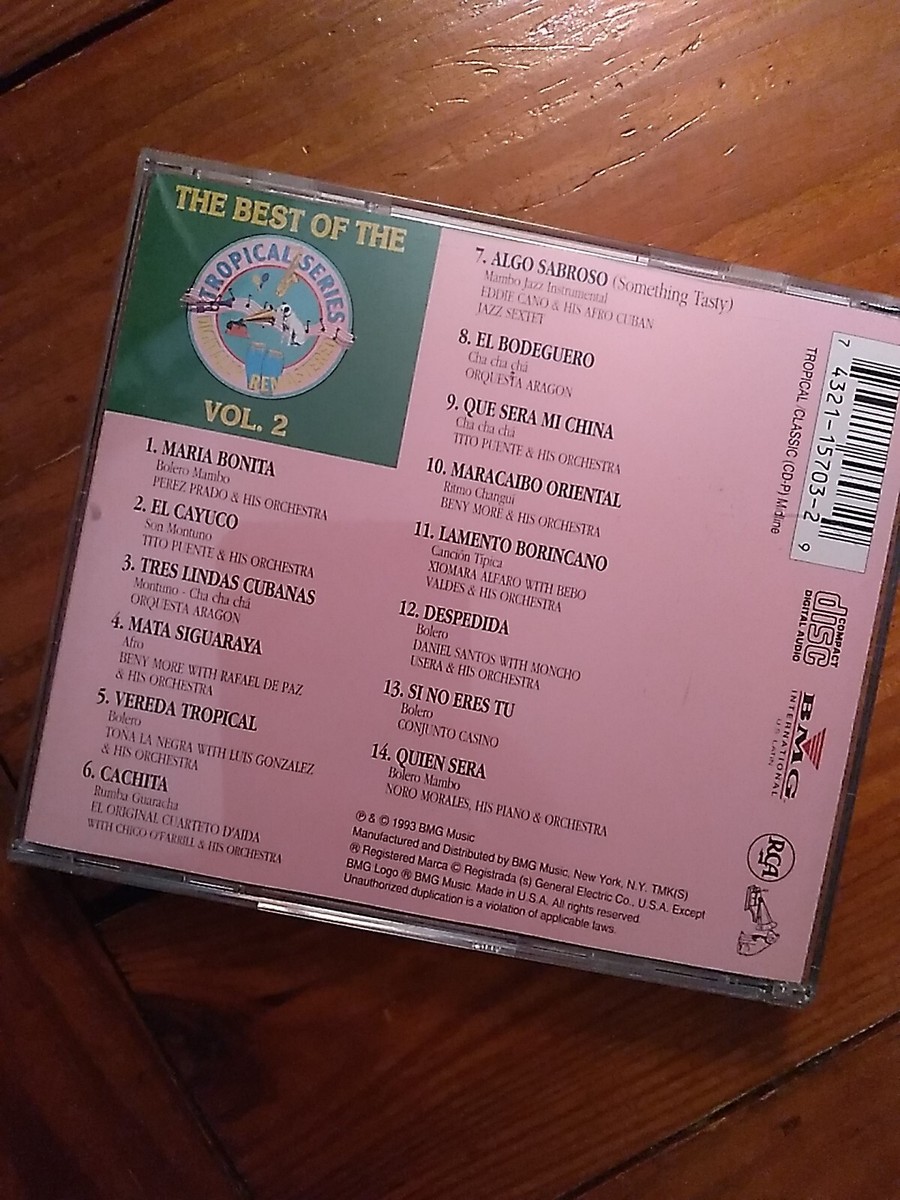 THE BEST OF THE
TROPICAL SERIES
DIGITALLY REMASTERED
VOL. 2
1. MARIA BONITA
Bolero Mambo
PEREZ PRADO & HIS ORCHESTRA
2. EL CAYUCO
Son Montuno
TITO PUENTE & HIS ORCHESTRA
3. TRES LINDAS CUBANAS
Montuno - Cha cha chá
ORQUESTA ARAGON
4. MATA SIGUARAYA
Afro
BENY MORE WITH RAFAEL DE PAZ
& HIS ORCHESTRA
5. VEREDA TROPICAL
Bolero
TONA LA NEGRA WITH LUIS GONZALEZ
& HIS ORCHESTRA
6. CACHITA
Rumba Guaracha
EL ORIGINAL CUARTETO D'AIDA
WITH CHICO O'FARRILL & HIS ORCHESTRA
7. ALGO SABROSO (Something Tasty)
Mambo Jazz Instrumental
EDDIE CANO & HIS AFRO CUBAN
JAZZ SEXTET
8. EL BODEGUERO
Cha cha chá
ORQUESTA ARAGON
9. QUE SERA MI CHINA
Cha cha chá
TITO PUENTE & HIS ORCHESTRA
10. MARACAIBO ORIENTAL
Ritmo Changui
BENY MORE & HIS ORCHESTRA
11. LAMENTO BORINCANO
Canción Típica
XIOMARA ALFARO WITH BEBO
VALDES & HIS ORCHESTRA
12. DESPEDIDA
Bolero
DANIEL SANTOS WITH MONCHO
USERA & HIS ORCHESTRA
13. SI NO ERES TU
Bolero
CONJUNTO CASINO
14. QUIEN SERA
Bolero Mambo
NORO MORALES, HIS PIANO & ORCHESTRA
℗ & © 1993 BMG Music
Manufactured and Distributed by BMG Music, New York, N.Y. TMK(S)
® Registered Marca © Registrada (s) General Electric Co., U.S.A. Except
BMG Logo ® BMG Music. Made in U.S.A. All rights reserved
Unauthorized duplication is a violation of applicable laws.
TROPICAL/CLASSIC (CD-P) Midline
7 4321-15703-2 9
COMPACT
disc
DIGITAL AUDIO
BMG
INTERNATIONAL
U.S. LATIN
RCA